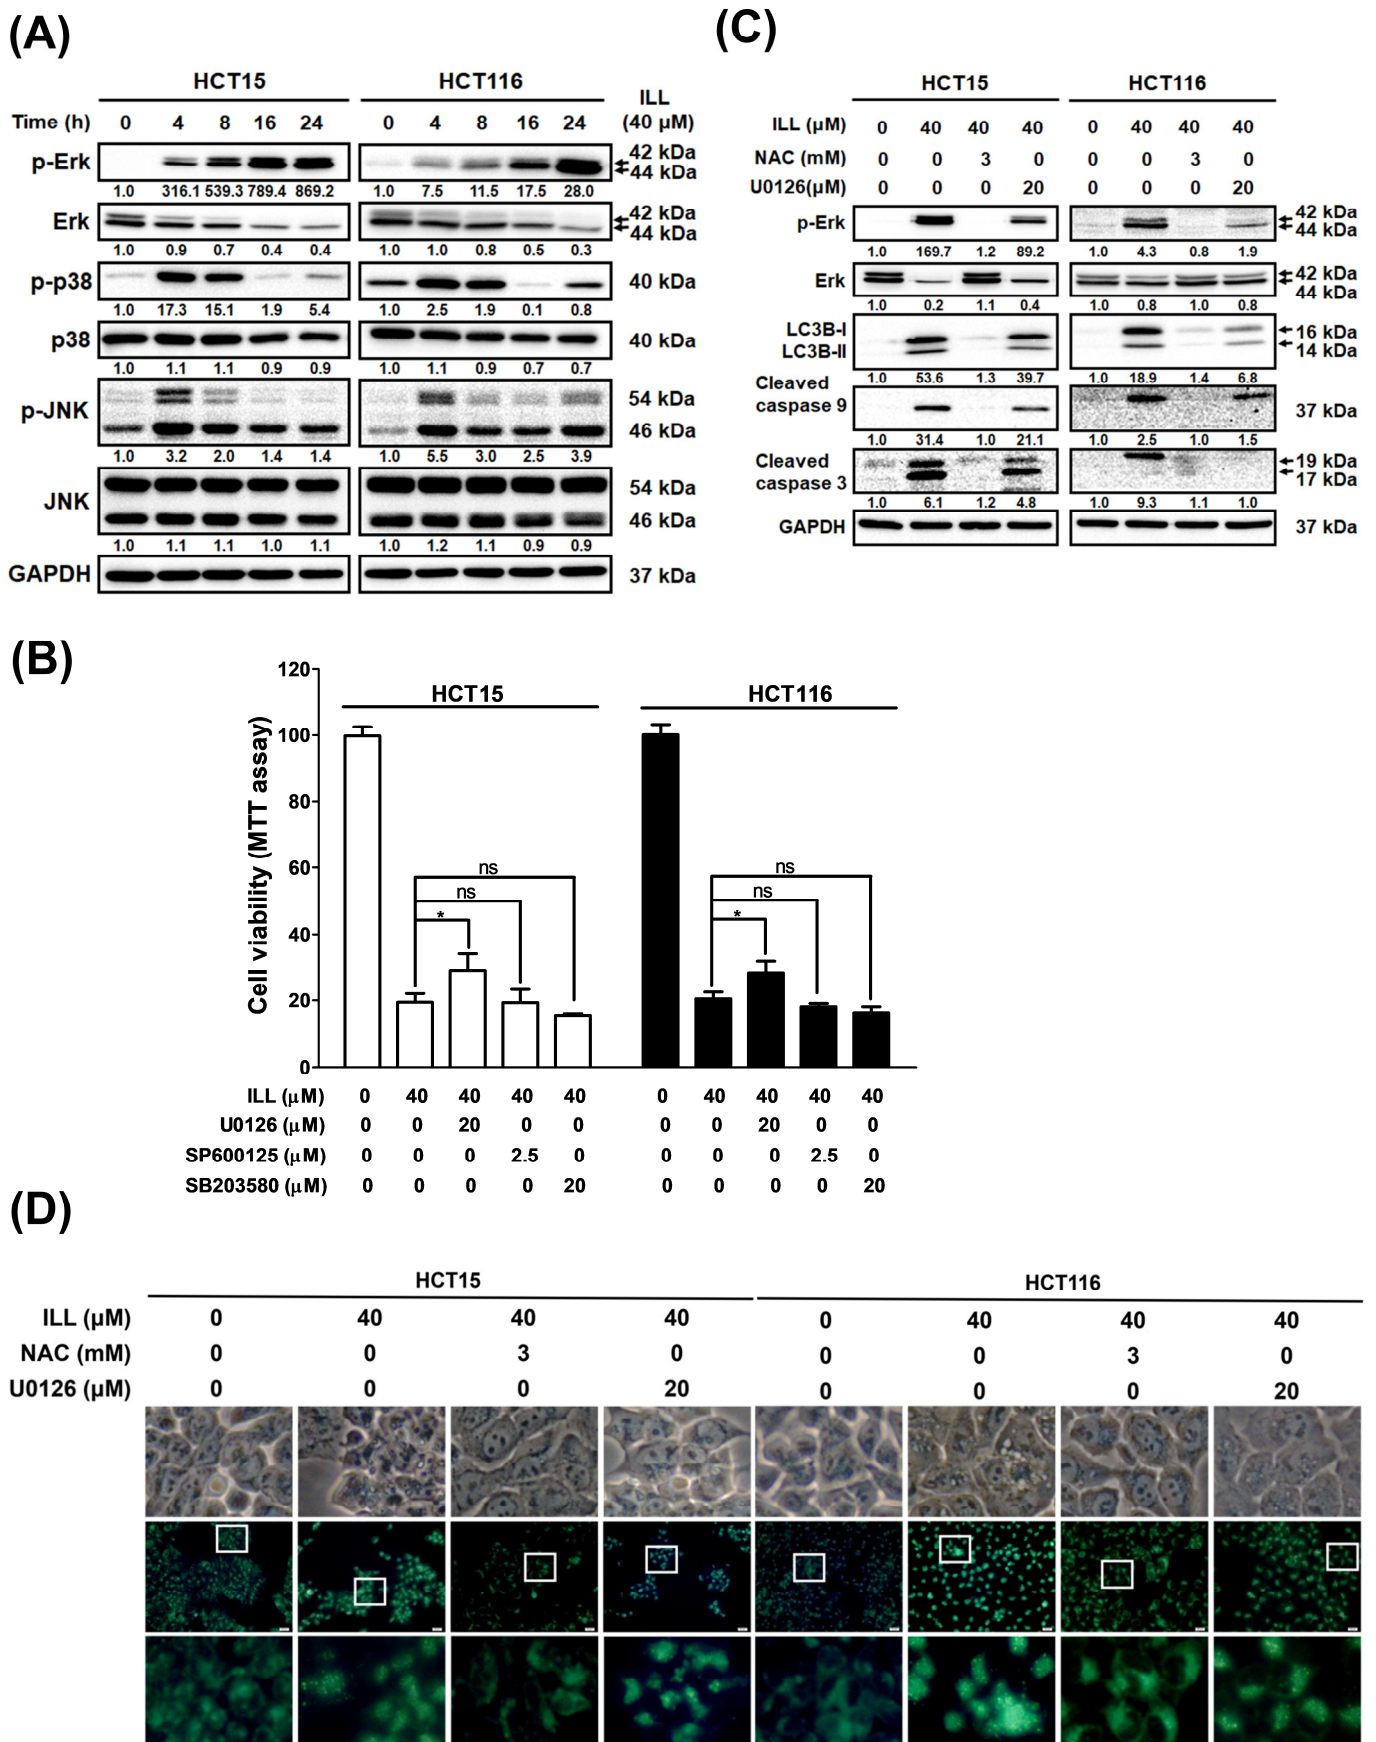 (A)
HCT15 HCT116
ILL
Time (h) 0 4 8 16 24 0 4 8 16 24 (40 µM)
p-Erk 42 kDa
44 kDa
1.0 316.1 539.3 789.4 869.2 1.0 7.5 11.5 17.5 28.0
Erk 42 kDa
44 kDa
1.0 0.9 0.7 0.4 0.4 1.0 1.0 0.8 0.5 0.3
p-p38 40 kDa
1.0 17.3 15.1 1.9 5.4 1.0 2.5 1.9 0.1 0.8
p38 40 kDa
1.0 1.1 1.1 0.9 0.9 1.0 1.1 0.9 0.7 0.7
p-JNK 54 kDa
46 kDa
1.0 3.2 2.0 1.4 1.4 1.0 5.5 3.0 2.5 3.9
JNK 54 kDa
46 kDa
1.0 1.1 1.1 1.0 1.1 1.0 1.2 1.1 0.9 0.9
GAPDH 37 kDa
(C)
HCT15 HCT116
ILL (µM) 0 40 40 40 0 40 40 40
NAC (mM) 0 0 3 0 0 0 3 0
U0126(µM) 0 0 0 20 0 0 0 20
p-Erk 42 kDa
44 kDa
1.0 169.7 1.2 89.2 1.0 4.3 0.8 1.9
Erk 42 kDa
44 kDa
1.0 0.2 1.1 0.4 1.0 0.8 1.0 0.8
LC3B-I 16 kDa
LC3B-II 14 kDa
1.0 53.6 1.3 39.7 1.0 18.9 1.4 6.8
Cleaved
caspase 9 37 kDa
1.0 31.4 1.0 21.1 1.0 2.5 1.0 1.5
Cleaved 19 kDa
caspase 3 17 kDa
1.0 6.1 1.2 4.8 1.0 9.3 1.1 1.0
GAPDH 37 kDa
(B)
Cell viability (MTT assay)
120
100
80
60
40
20
0
HCT15 HCT116
ns ns
ns ns
* *
ILL (µM) 0 40 40 40 40 0 40 40 40 40
U0126 (µM) 0 0 20 0 0 0 0 20 0 0
SP600125 (µM) 0 0 0 2.5 0 0 0 0 2.5 0
SB203580 (µM) 0 0 0 0 20 0 0 0 0 20
(D)
HCT15 HCT116
ILL (µM) 0 40 40 40 0 40 40 40
NAC (mM) 0 0 3 0 0 0 3 0
U0126 (µM) 0 0 0 20 0 0 0 20